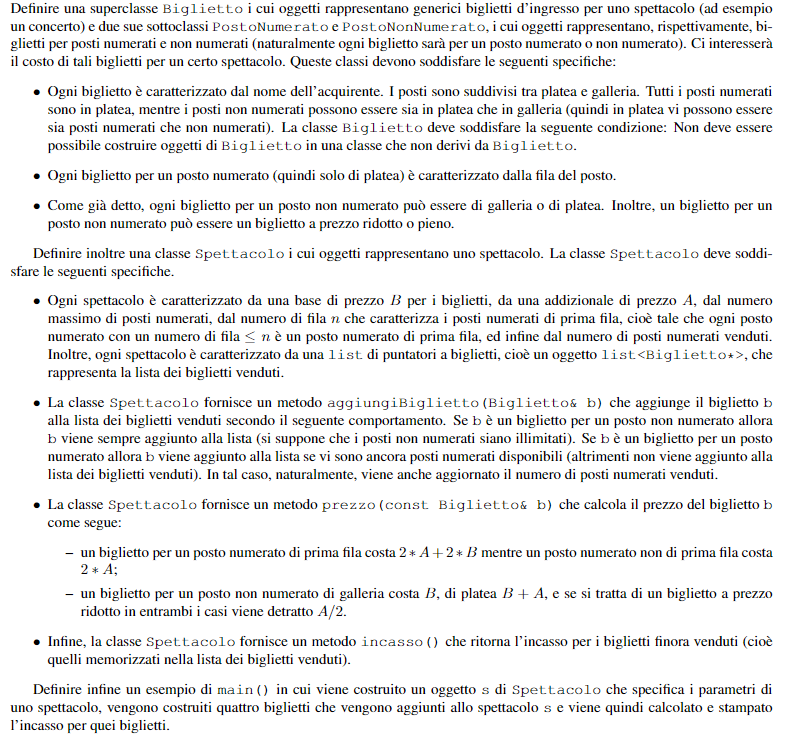 Definire una superclasse Biglietto i cui oggetti rappresentano generici biglietti d'ingresso per uno spettacolo (ad esempio
un concerto) e due sue sottoclassi PostoNumerato e PostoNonNumerato, i cui oggetti rappresentano, rispettivamente, bi-
glietti per posti numerati e non numerati (naturalmente ogni biglietto sarà per un posto numerato o non numerato). Ci interesserà
il costo di tali biglietti per un certo spettacolo. Queste classi devono soddisfare le seguenti specifiche:
• Ogni biglietto è caratterizzato dal nome dell'acquirente. I posti sono suddivisi tra platea e galleria. Tutti i posti numerati
sono in platea, mentre i posti non numerati possono essere sia in platea che in galleria (quindi in platea vi possono essere
sia posti numerati che non numerati). La classe Biglietto deve soddisfare la seguente condizione: Non deve essere
possibile costruire oggetti di Biglietto in una classe che non derivi da Biglietto.
• Ogni biglietto per un posto numerato (quindi solo di platea) è caratterizzato dalla fila del posto.
• Come già detto, ogni biglietto per un posto non numerato può essere di galleria o di platea. Inoltre, un biglietto per un
posto non numerato può essere un biglietto a prezzo ridotto o pieno.
Definire inoltre una classe Spettacolo i cui oggetti rappresentano uno spettacolo. La classe Spettacolo deve soddi-
sfare le seguenti specifiche.
• Ogni spettacolo è caratterizzato da una base di prezzo B per i biglietti, da una addizionale di prezzo A, dal numero
massimo di posti numerati, dal numero di fila n che caratterizza i posti numerati di prima fila, cioè tale che ogni posto
numerato con un numero di fila ≤ n è un posto numerato di prima fila, ed infine dal numero di posti numerati venduti.
Inoltre, ogni spettacolo è caratterizzato da una list di puntatori a biglietti, cioè un oggetto list<Biglietto*>, che
rappresenta la lista dei biglietti venduti.
• La classe Spettacolo fornisce un metodo aggiungiBiglietto(Biglietto& b) che aggiunge il biglietto b
alla lista dei biglietti venduti secondo il seguente comportamento. Se b è un biglietto per un posto non numerato allora
b viene sempre aggiunto alla lista (si suppone che i posti non numerati siano illimitati). Se b è un biglietto per un posto
numerato allora b viene aggiunto alla lista se vi sono ancora posti numerati disponibili (altrimenti non viene aggiunto alla
lista dei biglietti venduti). In tal caso, naturalmente, viene anche aggiornato il numero di posti numerati venduti.
• La classe Spettacolo fornisce un metodo prezzo(const Biglietto& b) che calcola il prezzo del biglietto b
come segue:
– un biglietto per un posto numerato di prima fila costa 2 * A + 2 * B mentre un posto numerato non di prima fila costa
2 * A;
– un biglietto per un posto non numerato di galleria costa B, di platea B + A, e se si tratta di un biglietto a prezzo
ridotto in entrambi i casi viene detratto A/2.
• Infine, la classe Spettacolo fornisce un metodo incasso() che ritorna l'incasso per i biglietti finora venduti (cioè
quelli memorizzati nella lista dei biglietti venduti).
Definire infine un esempio di main() in cui viene costruito un oggetto s di Spettacolo che specifica i parametri di
uno spettacolo, vengono costruiti quattro biglietti che vengono aggiunti allo spettacolo s e viene quindi calcolato e stampato
l'incasso per quei biglietti.